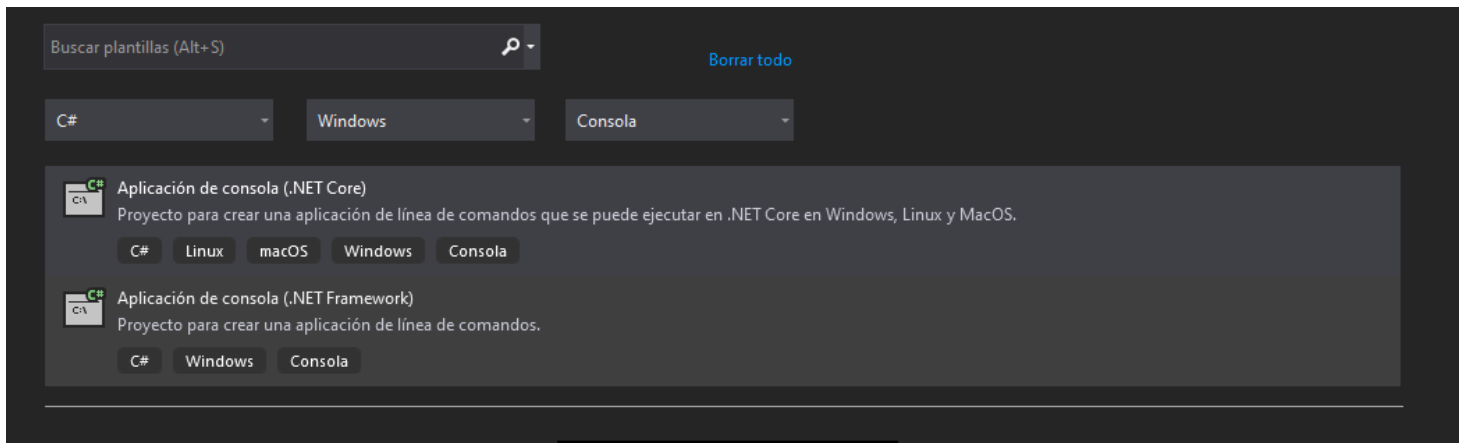 Buscar plantillas (Alt+S)
Borrar todo
C# Windows Consola
C# C:\ Aplicación de consola (.NET Core)
Proyecto para crear una aplicación de línea de comandos que se puede ejecutar en .NET Core en Windows, Linux y MacOS.
C# Linux macOS Windows Consola
C# C:\ Aplicación de consola (.NET Framework)
Proyecto para crear una aplicación de línea de comandos.
C# Windows Consola